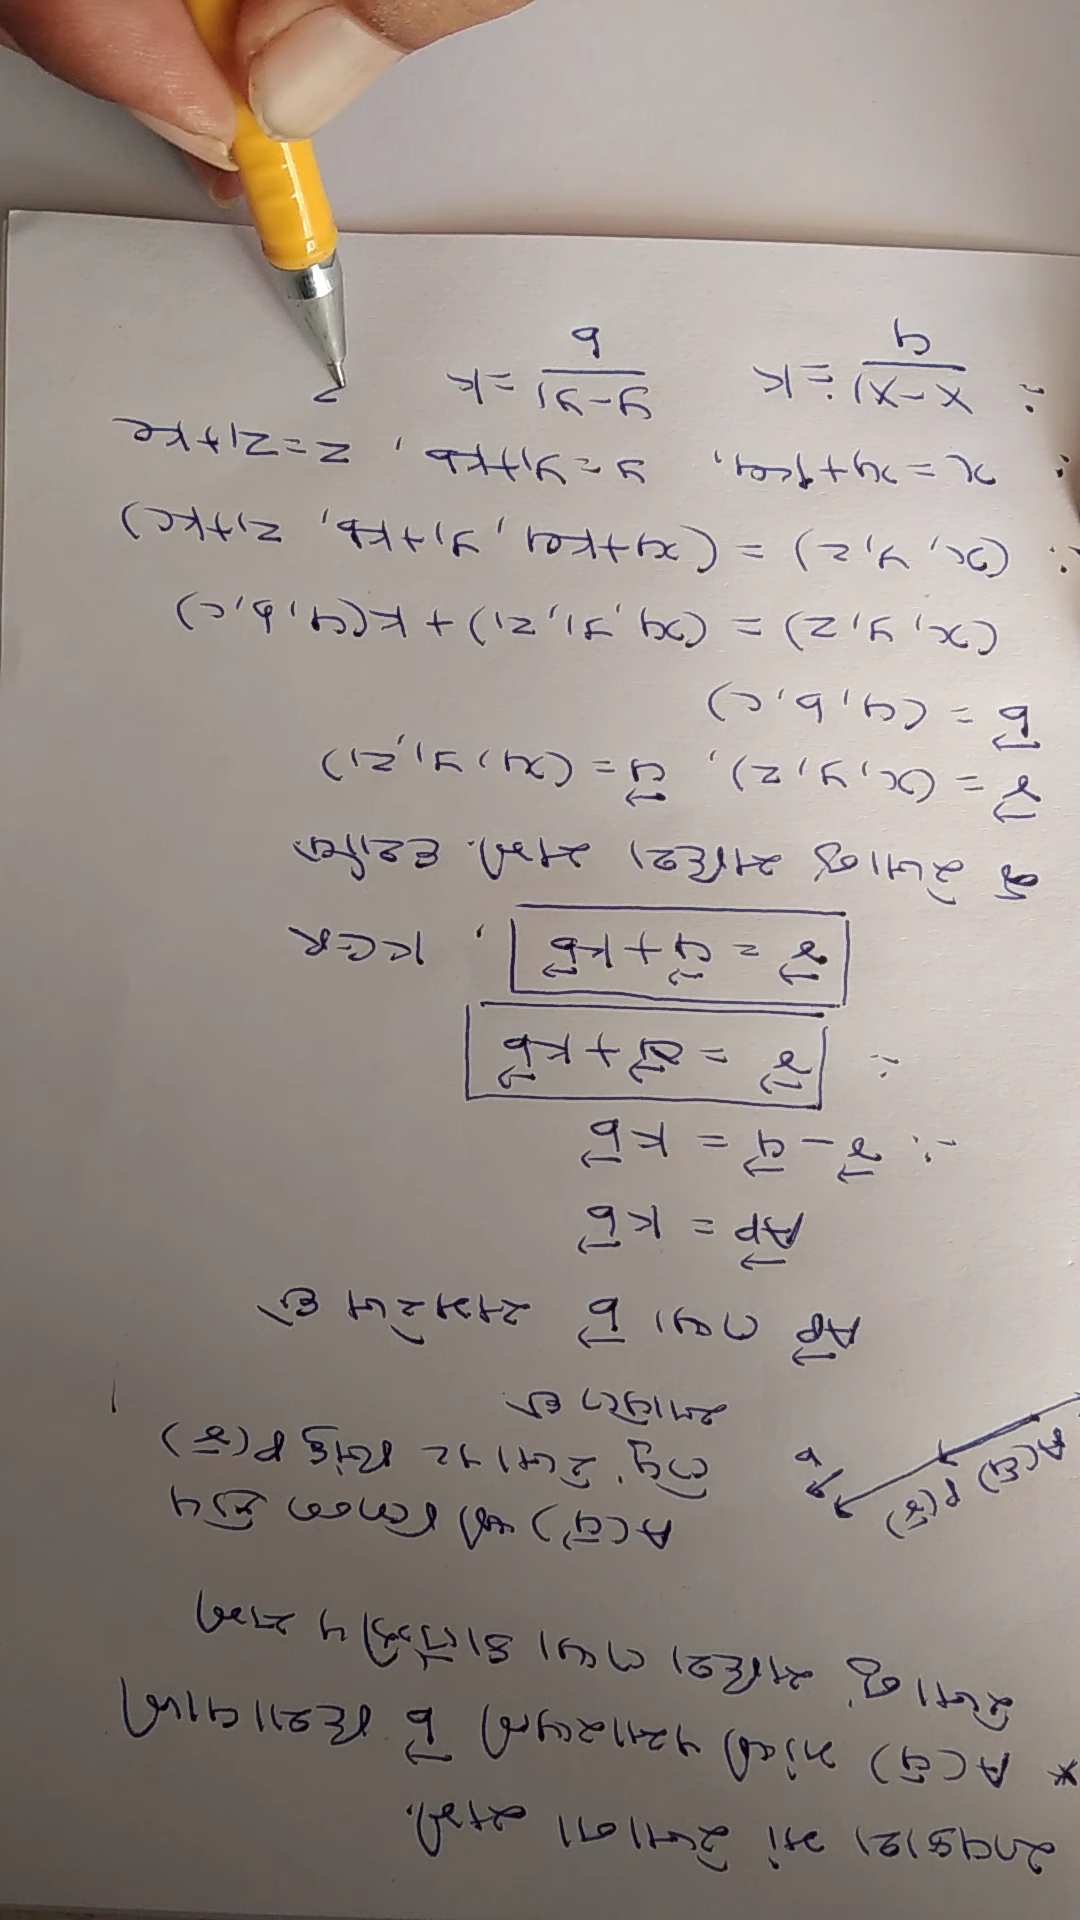 અવકાશમાં રેખાના સમી.
* A(ā) માંથી પસાર થતી b⃗ દિશાવાળી
રેખાનું સદિશ તથા કાર્તેઝીય સમી
A(ā) થી ભિન્ન હોય
તેવું રેખા પર બિંદુ P(r̄)
A(ā)
P(r̄)
b
AP⃗ તથા b⃗ સમરેખ છે
AP⃗ = kb⃗
∴ r⃗ - a⃗ = kb⃗
∴ r⃗ = a⃗ + kb⃗
r⃗ = a⃗ + kb⃗ , K∈R
રેખાનું સદિશ સમી.
r⃗ = (x, y, z), a⃗ = (x₁, y₁, z₁)
b⃗ = (a, b, c)
(x, y, z) = (x₁, y₁, z₁) + k(a, b, c)
∴ (x, y, z) = (x₁+ka, y₁+kb, z₁+kc)
∴ x = x₁+ka, y = y₁+kb, z = z₁+kc
∴ (x-x₁)/a = k (y-y₁)/b = k